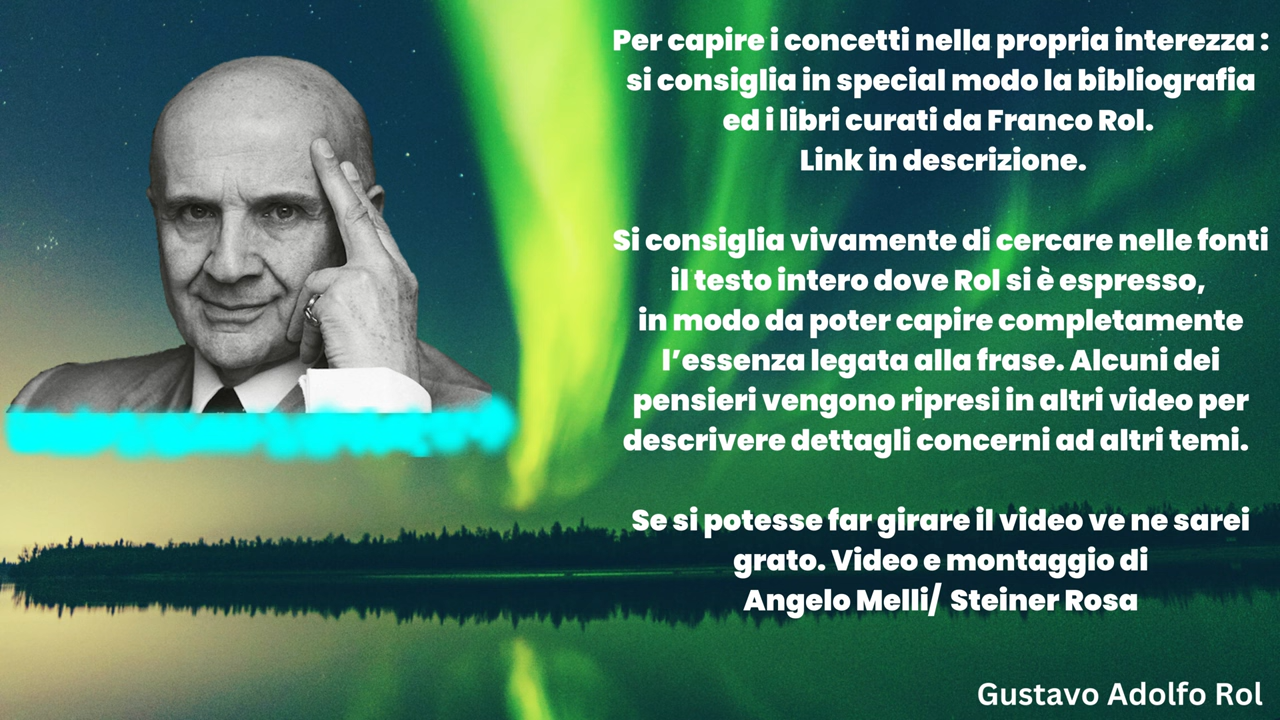 Per capire i concetti nella propria interezza :
si consiglia in special modo la bibliografia
ed i libri curati da Franco Rol.
Link in descrizione.
Si consiglia vivamente di cercare nelle fonti
il testo intero dove Rol si è espresso,
in modo da poter capire completamente
l’essenza legata alla frase. Alcuni dei
pensieri vengono ripresi in altri video per
descrivere dettagli concerni ad altri temi.
Se si potesse far girare il video ve ne sarei
grato. Video e montaggio di
Angelo Melli/ Steiner Rosa
Gustavo Adolfo Rol